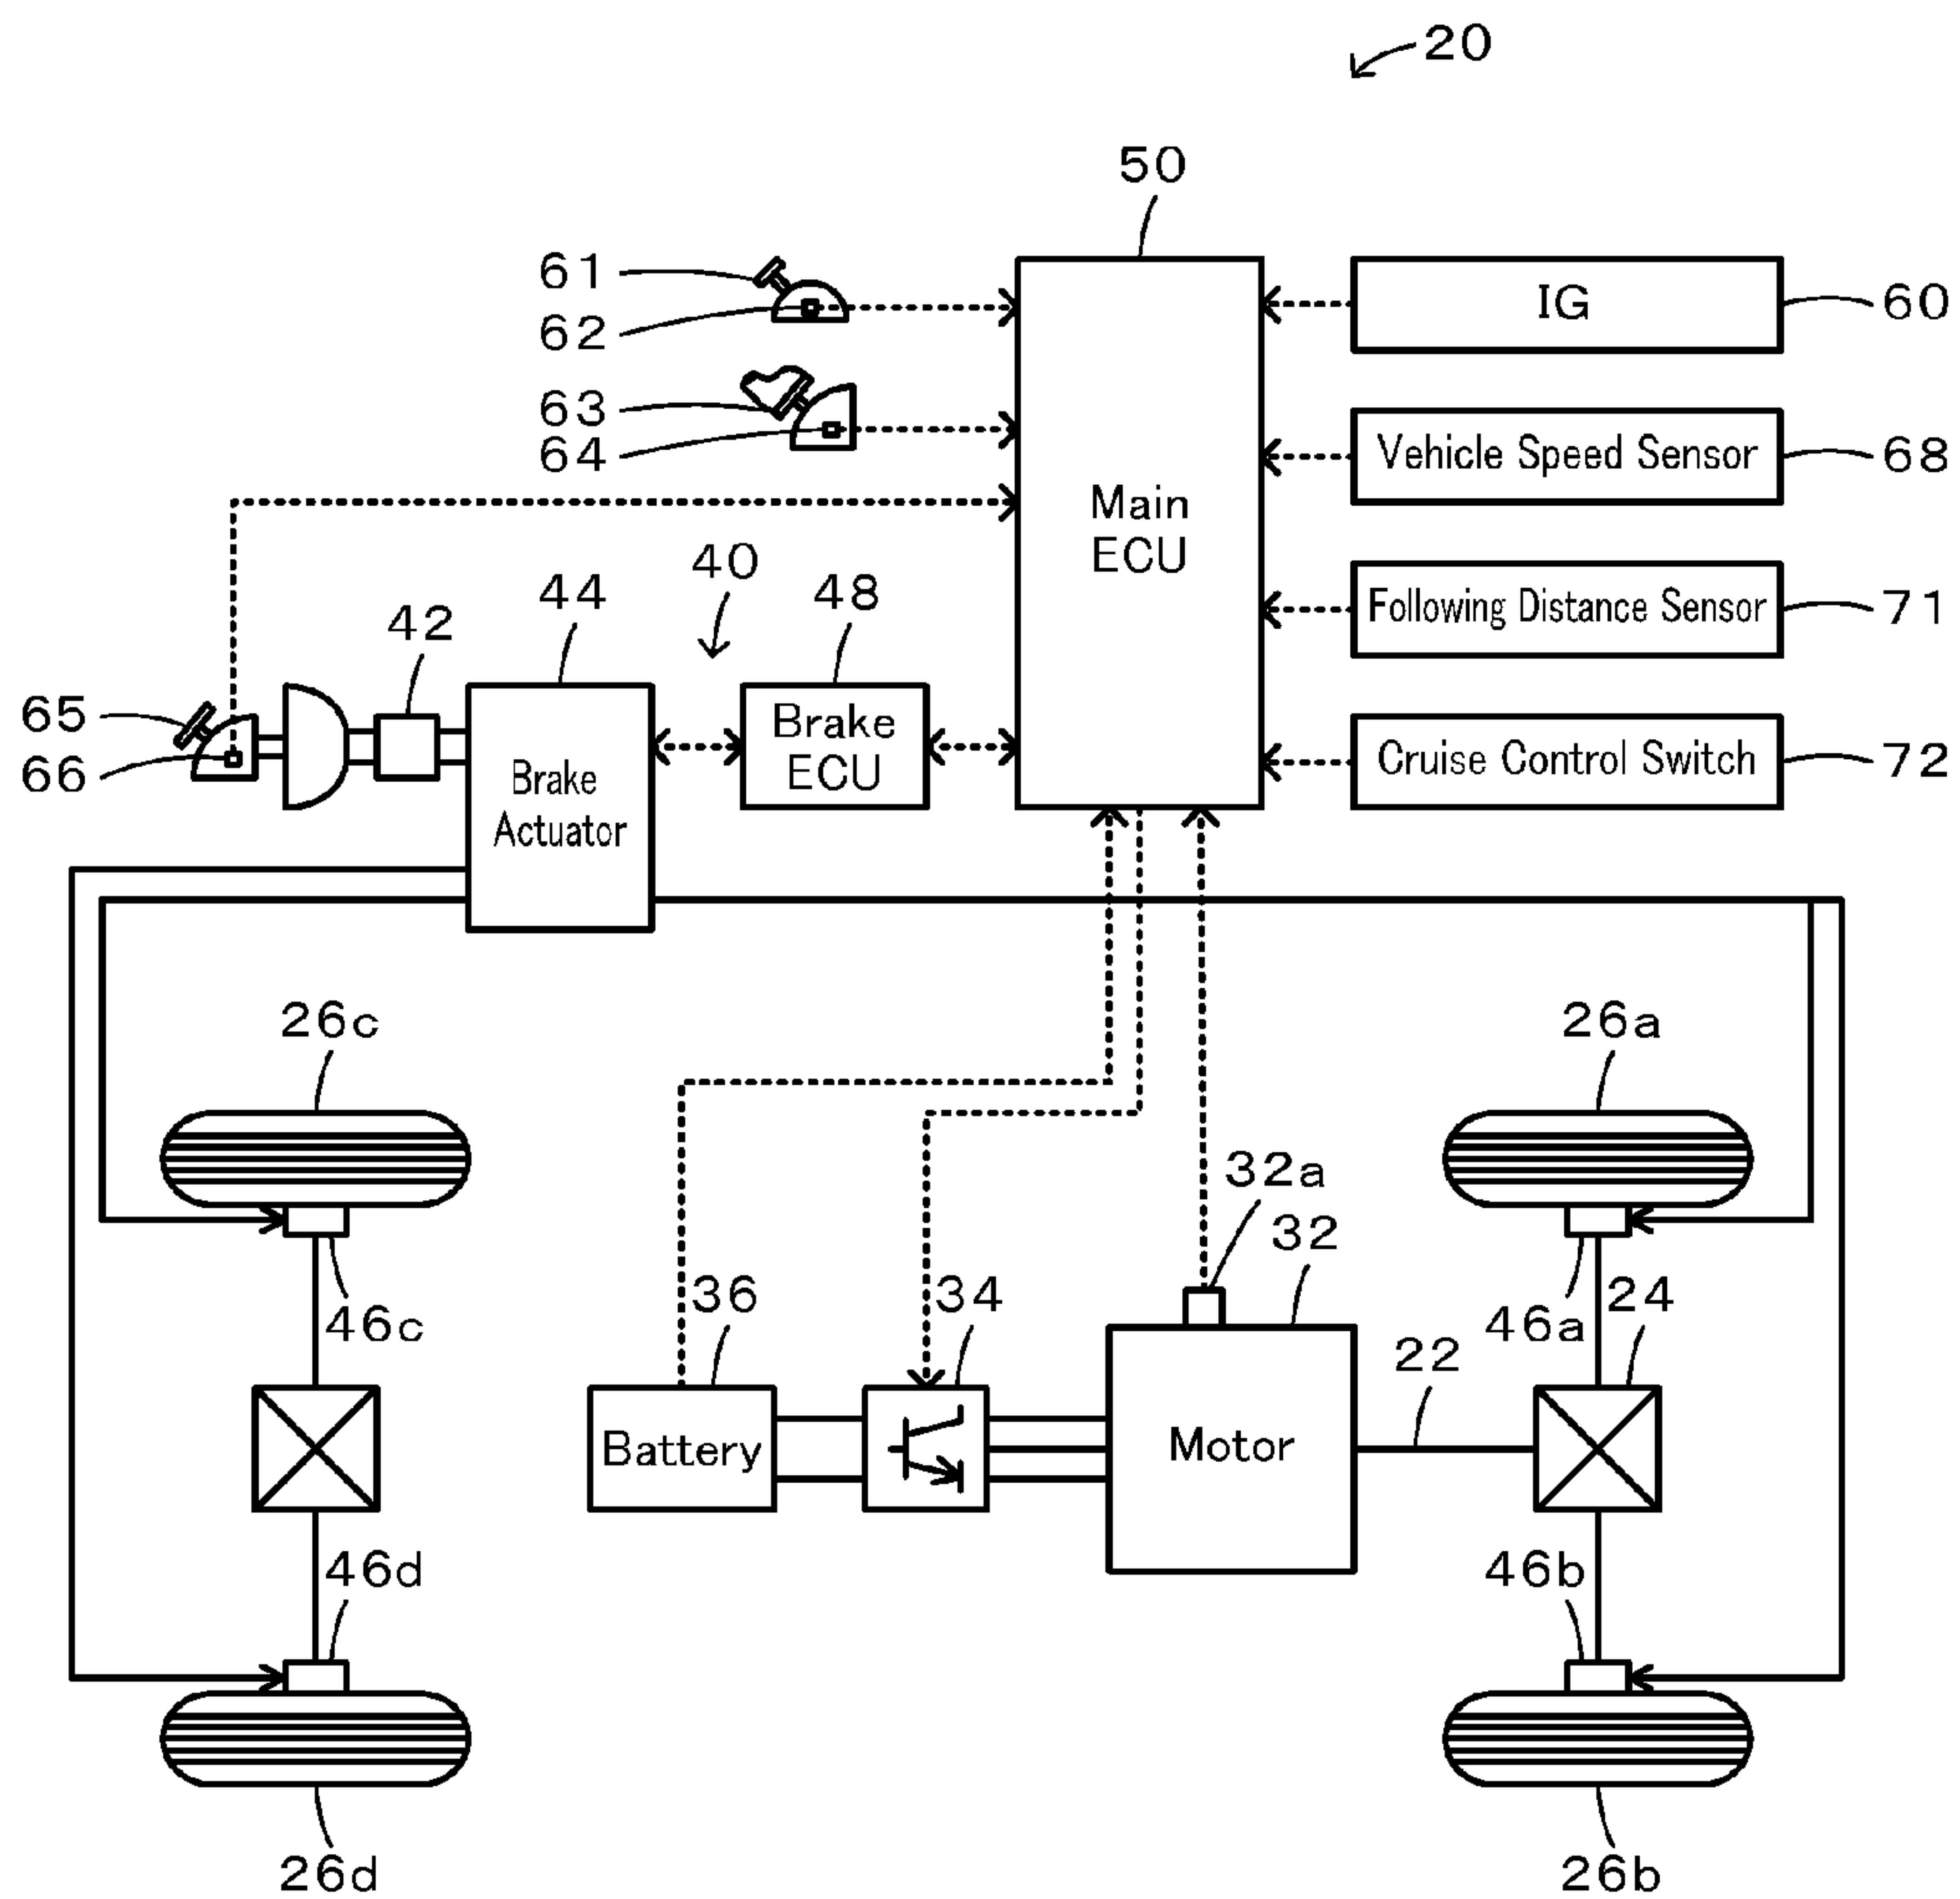 20
50
61
62
IG
60
63
64
Vehicle Speed Sensor
68
Main
ECU
40
44
48
42
Following Distance Sensor
71
65
66
Brake
ECU
Brake
Actuator
Cruise Control Switch
72
26c
26a
32a
32
36
34
46c
46a
24
22
Battery
Motor
46d
46b
26d
26b